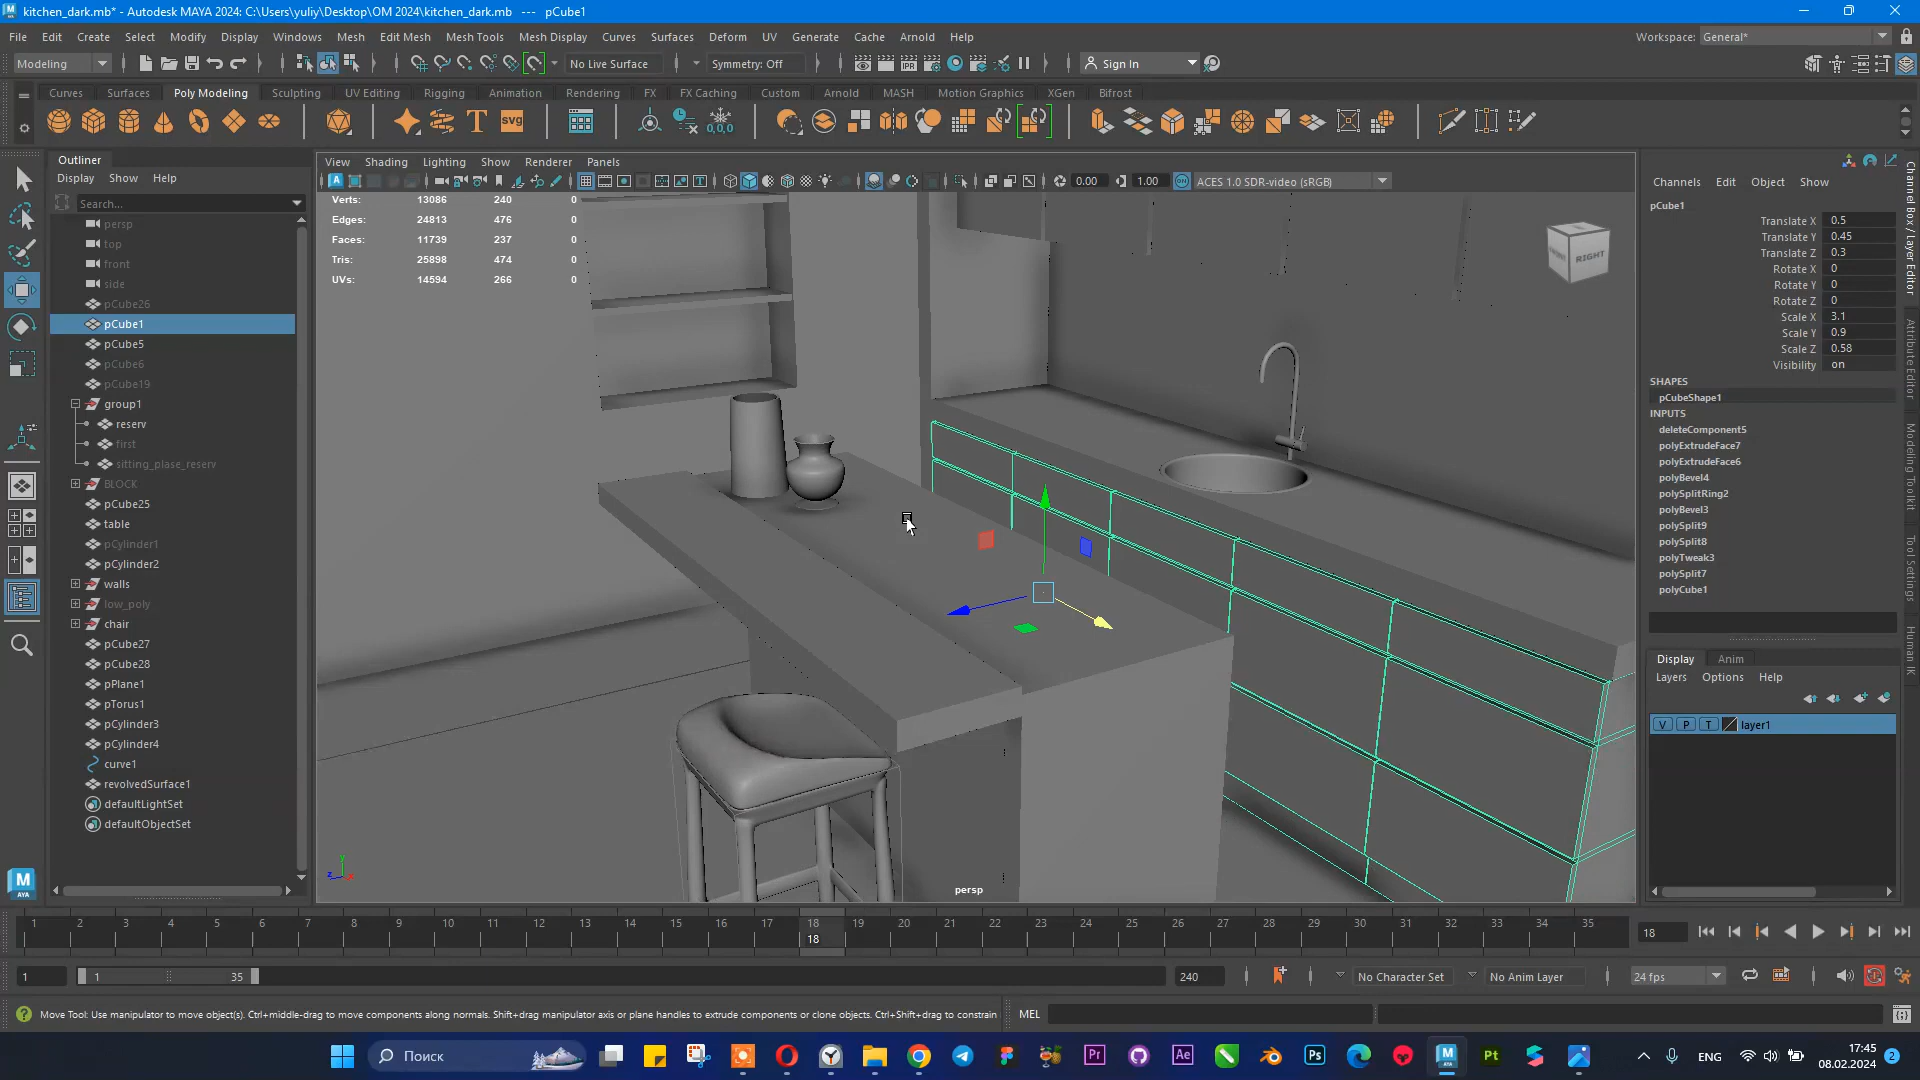 kitchen_dark.mb* - Autodesk MAYA 2024: C:\Users\yuliy\Desktop\OM 2024\kitchen_dark.mb --- pCube1
File Edit Create Select Modify Display Windows Mesh Edit Mesh Mesh Tools Mesh Display Curves Surfaces Deform UV Generate Cache Arnold Help Workspace: General*
Modeling No Live Surface Symmetry: Off Sign In
Curves Surfaces Poly Modeling Sculpting UV Editing Rigging Animation Rendering FX FX Caching Custom Arnold MASH Motion Graphics XGen Bifrost
Outliner
Display Show Help
Search...
persp
top
front
side
pCube26
pCube1
pCube5
pCube6
pCube19
group1
reserv
first
sitting_plase_reserv
BLOCK
pCube25
table
pCylinder1
pCylinder2
walls
low_poly
chair
pCube27
pCube28
pPlane1
pTorus1
pCylinder3
pCylinder4
curve1
revolvedSurface1
defaultLightSet
defaultObjectSet
View Shading Lighting Show Renderer Panels
0.00 1.00 ACES 1.0 SDR-video (sRGB)
Verts: 13086 240 0
Edges: 24813 476 0
Faces: 11739 237 0
Tris: 25898 474 0
UVs: 14594 266 0
RIGHT
persp
Channels Edit Object Show
pCube1
Translate X 0.5
Translate Y 0.45
Translate Z 0.3
Rotate X 0
Rotate Y 0
Rotate Z 0
Scale X 3.1
Scale Y 0.9
Scale Z 0.58
Visibility on
SHAPES
pCubeShape1
INPUTS
deleteComponent5
polyExtrudeFace7
polyExtrudeFace6
polyBevel4
polySplitRing2
polyBevel3
polySplit9
polySplit8
polyTweak3
polySplit7
polyCube1
Display Anim
Layers Options Help
V P T layer1
Channel Box / Layer Editor
Attribute Editor
Modeling Toolkit
Tool Settings
Human IK
1 2 3 4 5 6 7 8 9 10 11 12 13 14 15 16 17 18 19 20 21 22 23 24 25 26 27 28 29 30 31 32 33 34 35
18
18
1 1 35 240 No Character Set No Anim Layer 24 fps
Move Tool: Use manipulator to move object(s). Ctrl+middle-drag to move components along normals. Shift+drag manipulator axis or plane handles to extrude components or clone objects. Ctrl+Shift+drag to constrain
MEL
Поиск
ENG
17:45
08.02.2024
2